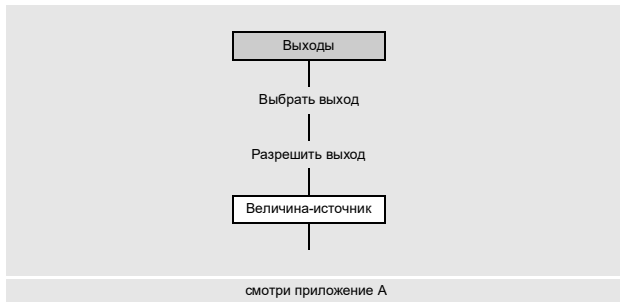 Выходы
Выбрать выход
Разрешить выход
Величина-источник
смотри приложение А